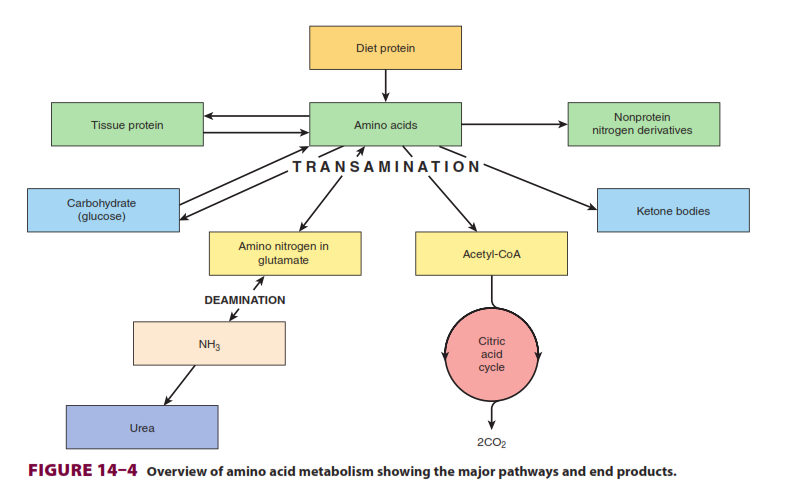 Diet protein
Tissue protein
Amino acids
Nonprotein
nitrogen derivatives
TRANSAMINATION
Carbohydrate
(glucose)
Ketone bodies
Amino nitrogen in
glutamate
Acetyl-CoA
DEAMINATION
NH₃
Citric
acid
cycle
Urea
2CO₂
FIGURE 14–4 Overview of amino acid metabolism showing the major pathways and end products.